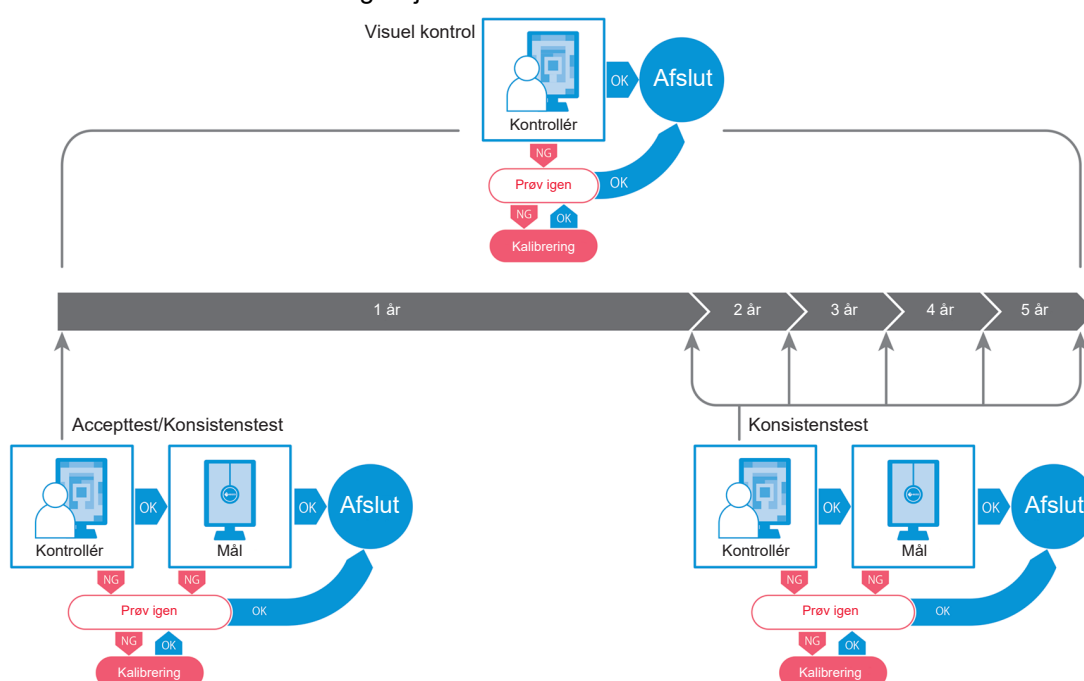 Visuel kontrol
Kontrollér
OK
Afslut
NG
Prøv igen
OK
NG
OK
Kalibrering
1 år
2 år
3 år
4 år
5 år
Accepttest/Konsistenstest
Kontrollér
OK
Mål
OK
Afslut
NG
NG
Prøv igen
OK
NG
OK
Kalibrering
Konsistenstest
Kontrollér
OK
Mål
OK
Afslut
NG
NG
Prøv igen
OK
NG
OK
Kalibrering